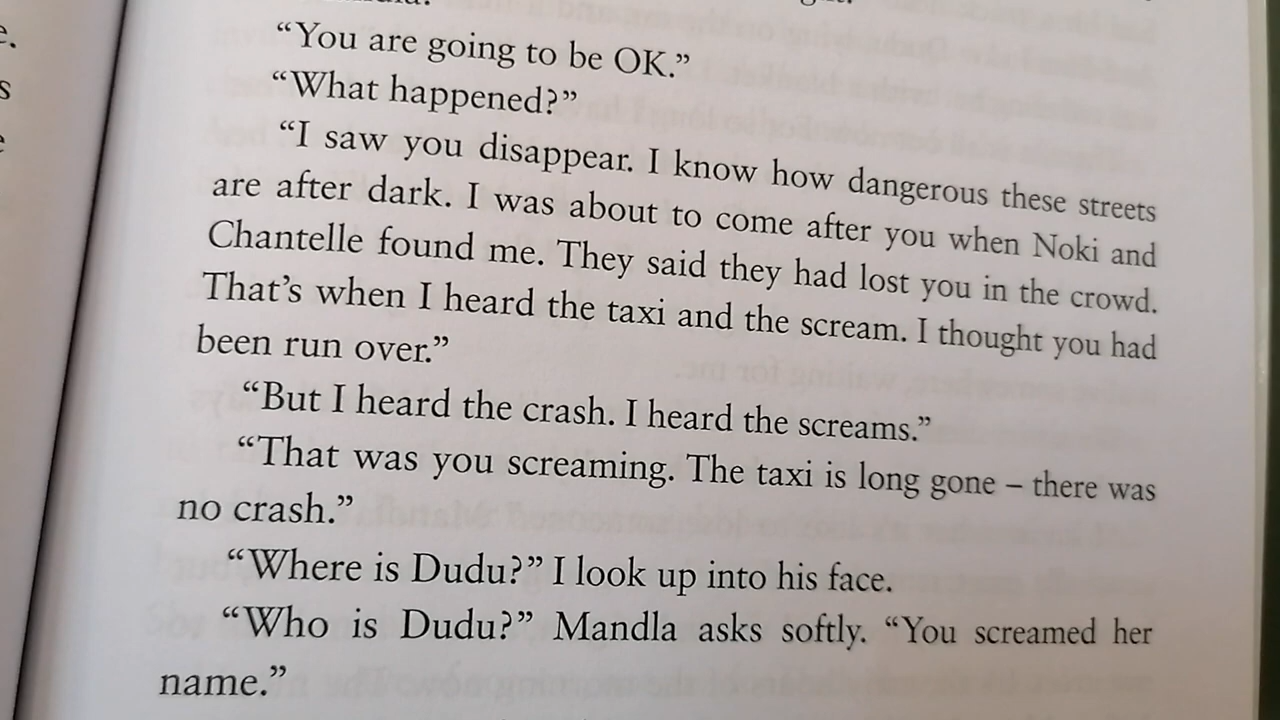 “You are going to be OK.”
“What happened?”
“I saw you disappear. I know how dangerous these streets
are after dark. I was about to come after you when Noki and
Chantelle found me. They said they had lost you in the crowd.
That’s when I heard the taxi and the scream. I thought you had
been run over.”
“But I heard the crash. I heard the screams.”
“That was you screaming. The taxi is long gone – there was
no crash.”
“Where is Dudu?” I look up into his face.
“Who is Dudu?” Mandla asks softly. “You screamed her
name.”